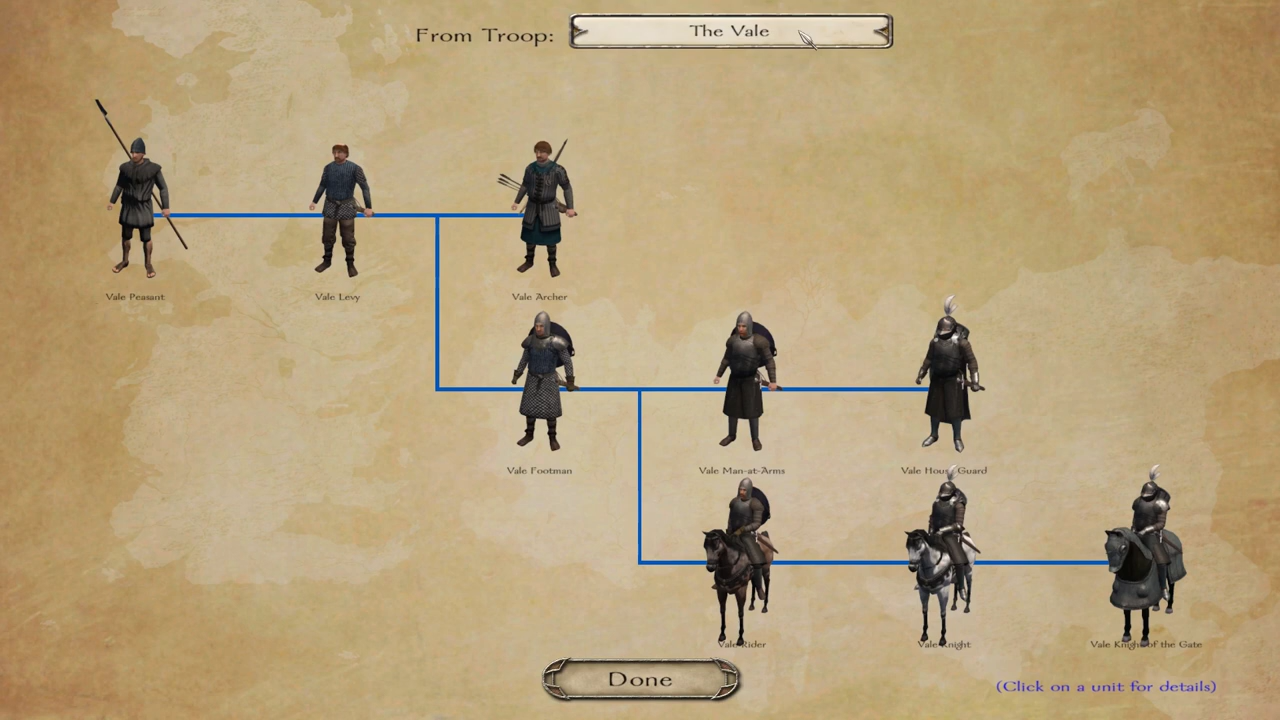 From Troop:
The Vale
Vale Peasant
Vale Levy
Vale Archer
Vale Footman
Vale Man-at-Arms
Vale House Guard
Vale Rider
Vale Knight
Vale Knight of the Gate
Done
(Click on a unit for details)